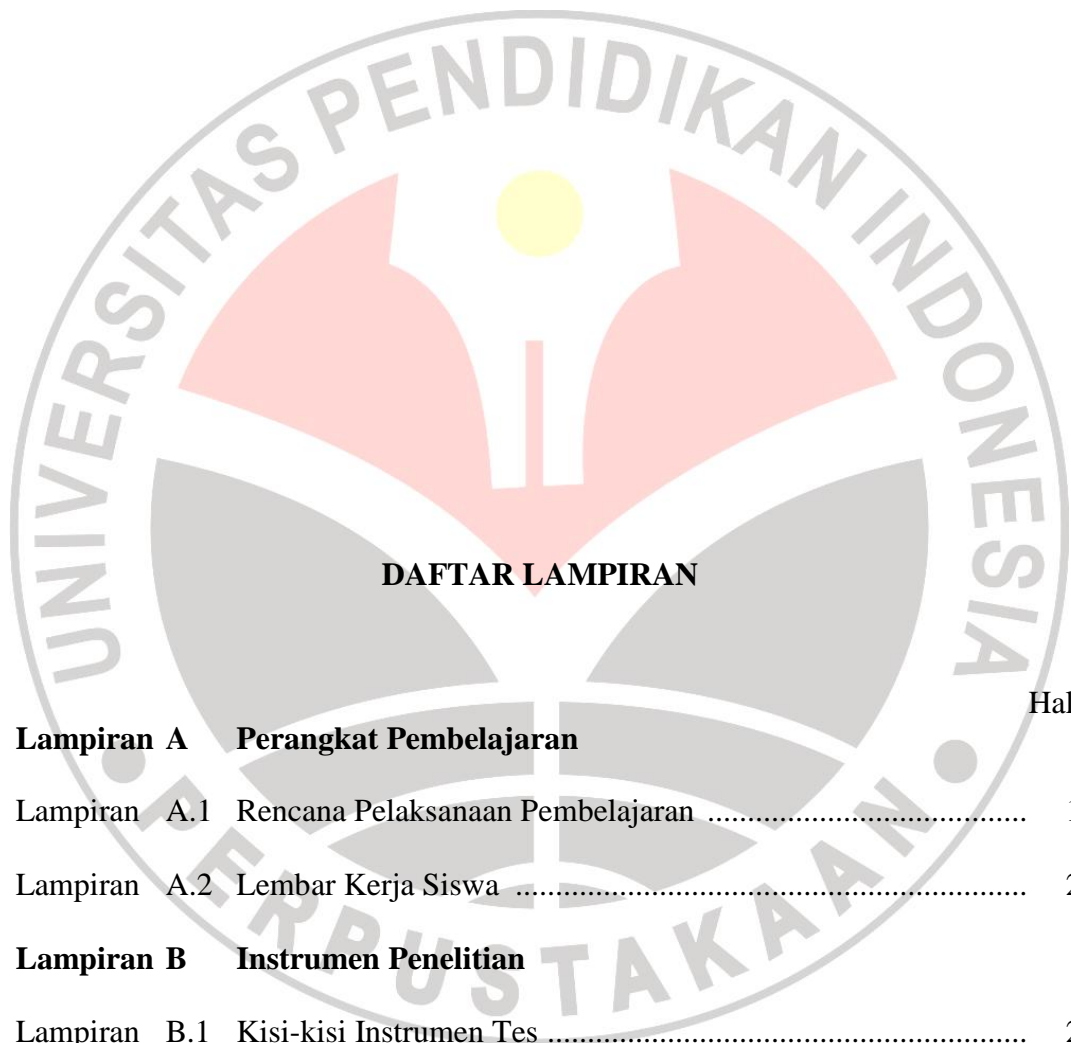 UNIVERSITAS PENDIDIKAN INDONESIA
PERPUSTAKAAN
DAFTAR LAMPIRAN
Hal
Lampiran A Perangkat Pembelajaran
Lampiran A.1 Rencana Pelaksanaan Pembelajaran ........................................
Lampiran A.2 Lembar Kerja Siswa ................................................................
Lampiran B Instrumen Penelitian
Lampiran B.1 Kisi-kisi Instrumen Tes ............................................................